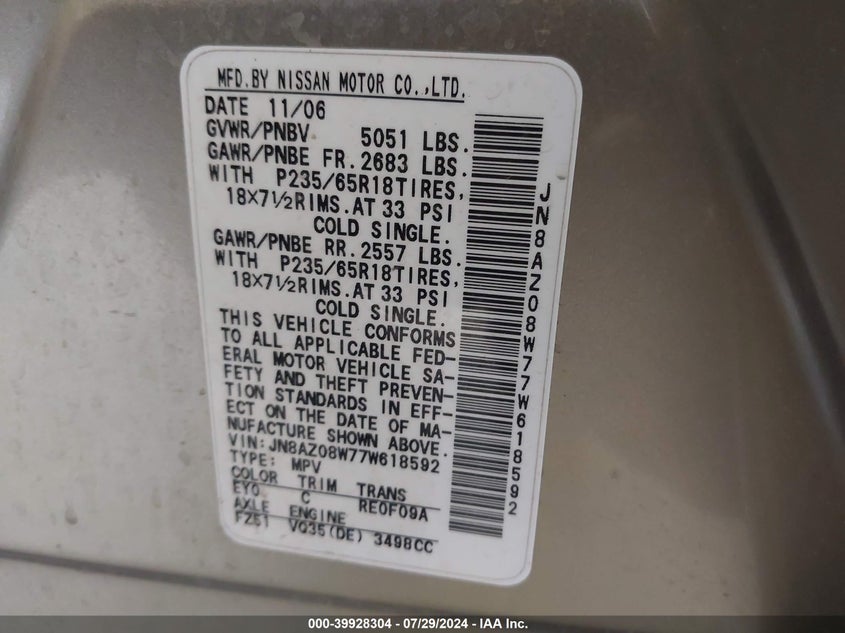 MFD.BY NISSAN MOTOR CO.,LTD.
DATE 11/06
GVWR/PNBV 5051 LBS.
GAWR/PNBE FR. 2683 LBS.
WITH P235/65R18TIRES,
18X7½RIMS.AT 33 PSI
COLD SINGLE.
GAWR/PNBE RR. 2557 LBS.
WITH P235/65R18TIRES,
18X7½RIMS.AT 33 PSI
COLD SINGLE.
THIS VEHICLE CONFORMS
TO ALL APPLICABLE FED-
ERAL MOTOR VEHICLE SA-
FETY AND THEFT PREVEN-
TION STANDARDS IN EFF-
ECT ON THE DATE OF MA-
NUFACTURE SHOWN ABOVE.
VIN:JN8AZ08W77W618592
TYPE: MPV
COLOR TRIM TRANS
EY0 C RE0F09A
AXLE ENGINE
FZ51 VQ35(DE) 3498CC
JN8AZ08W77W618592
000-39928304 / 07/29/2024 - IAA Inc.